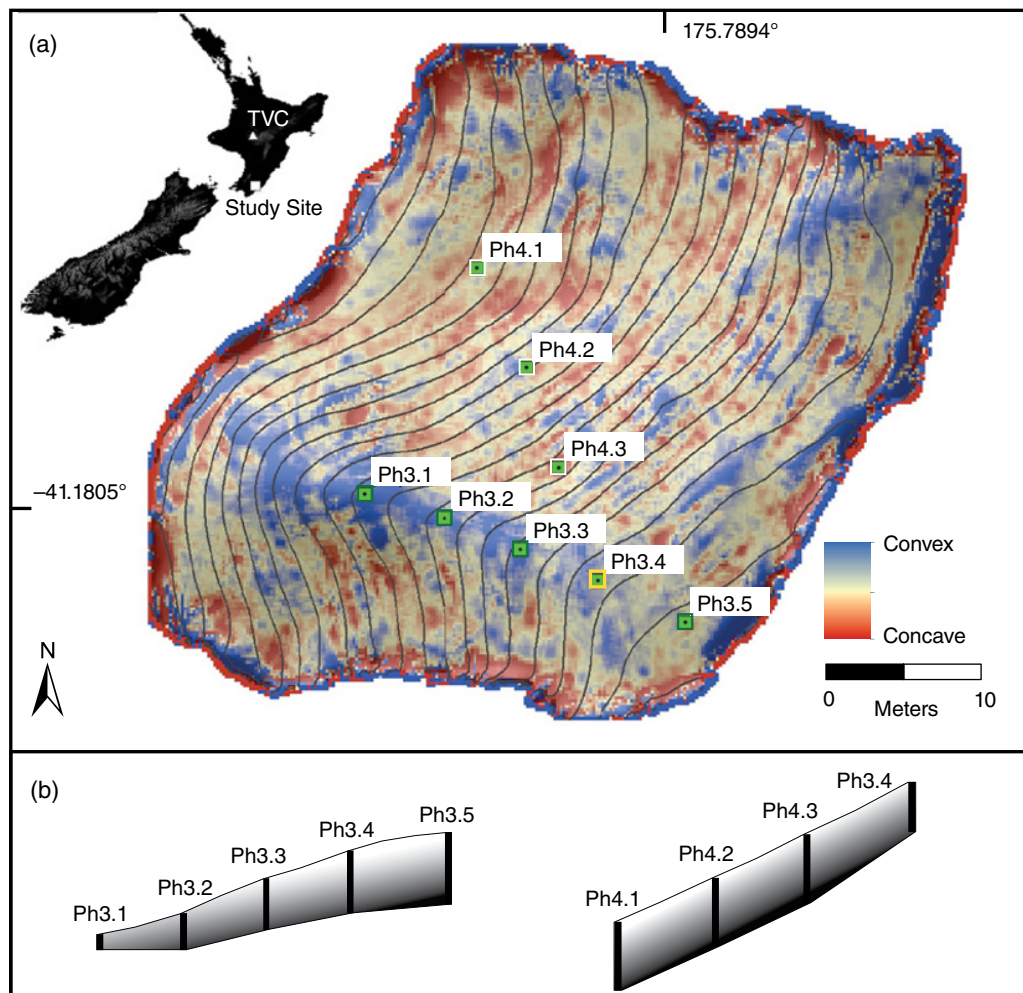 (a)
175.7894°
TVC
Study Site
Ph4.1
Ph4.2
Ph4.3
Ph3.1
–41.1805°
Ph3.2
Ph3.3
Ph3.4
Ph3.5
Convex
Concave
N
0 10
Meters
(b)
Ph3.1
Ph3.2
Ph3.3
Ph3.4
Ph3.5
Ph4.1
Ph4.2
Ph4.3
Ph3.4